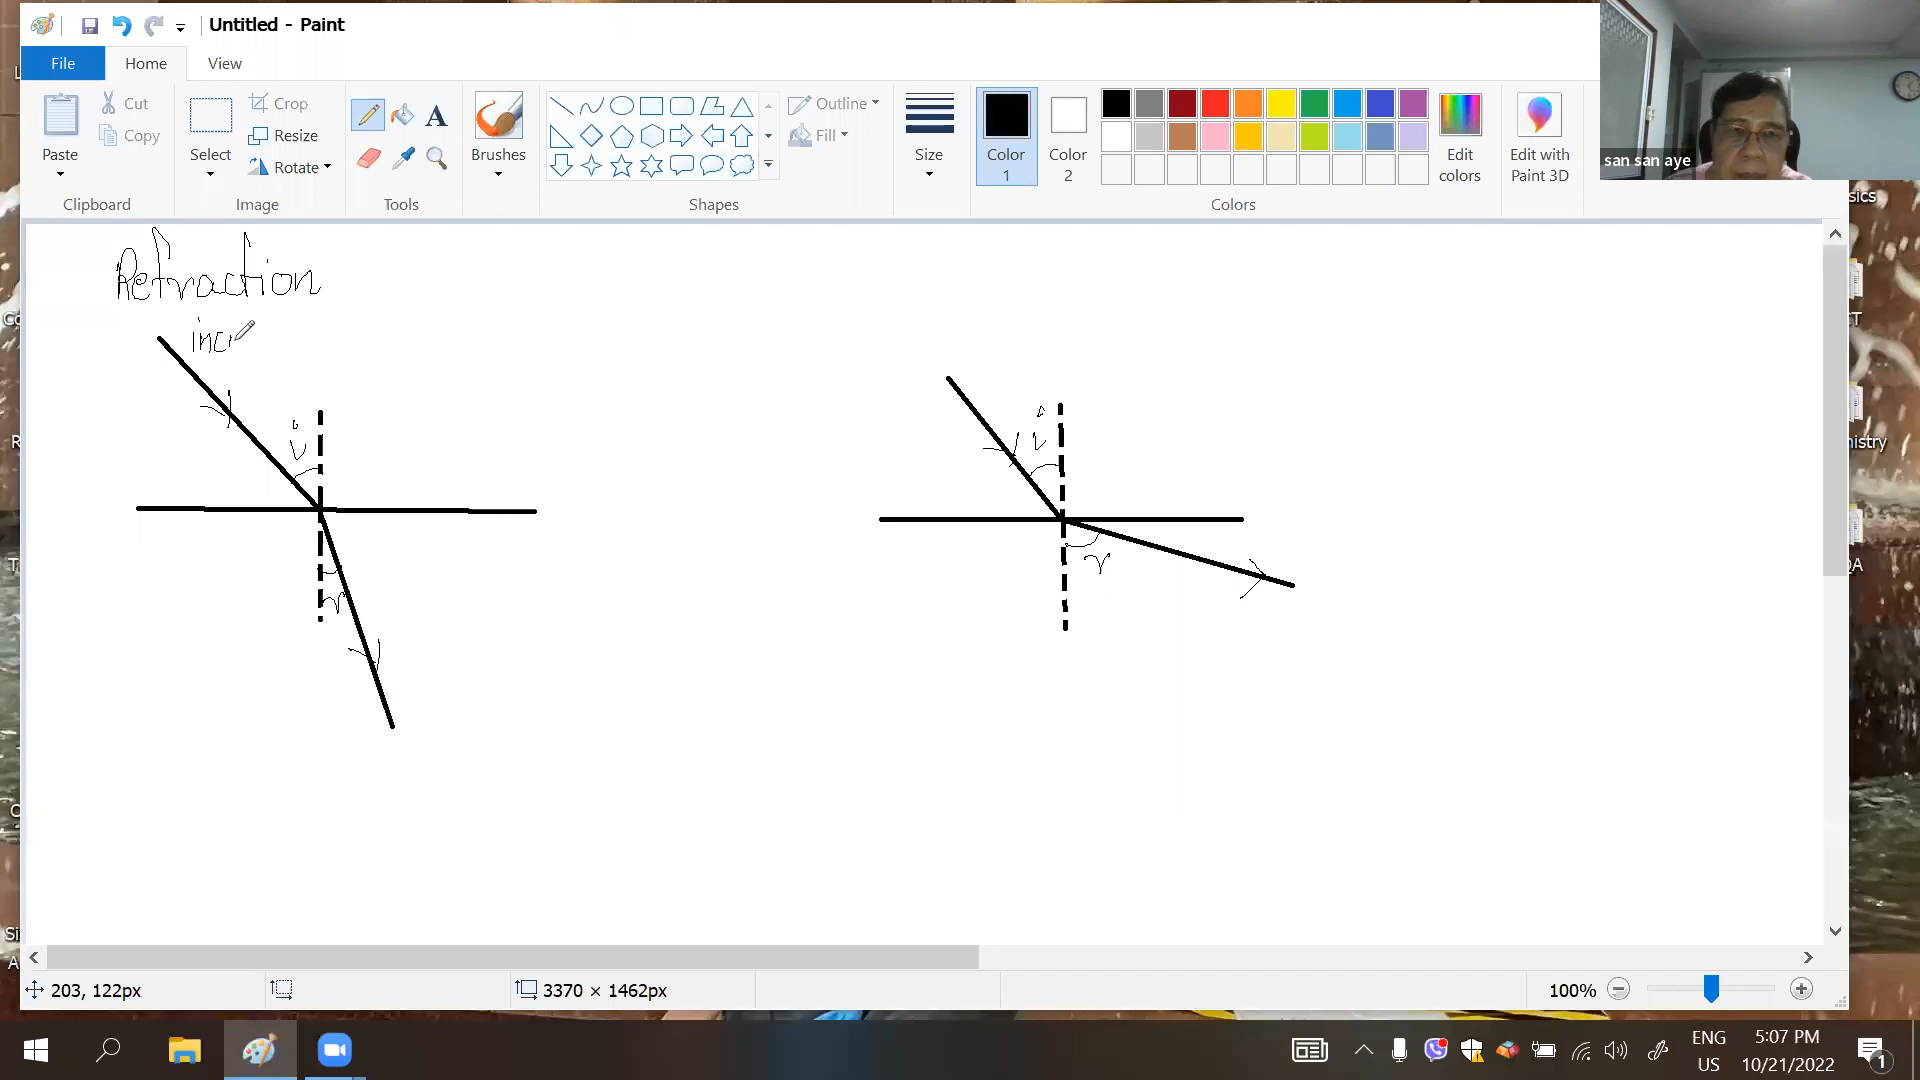 Untitled - Paint
File
Home
View
Paste
Cut
Copy
Clipboard
Select
Crop
Resize
Rotate
Image
Tools
Brushes
Shapes
Outline
Fill
Size
Color 1
Color 2
Edit colors
Edit with Paint 3D
Colors
san san aye
Refraction
inci
i
i
r
r
203, 122px
3370 × 1462px
100%
ENG
US
5:07 PM
10/21/2022
1